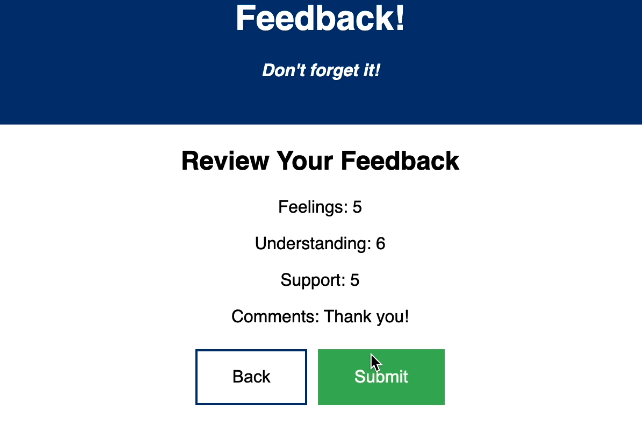 Feedback!
Don't forget it!
Review Your Feedback
Feelings: 5
Understanding: 6
Support: 5
Comments: Thank you!
Back Submit